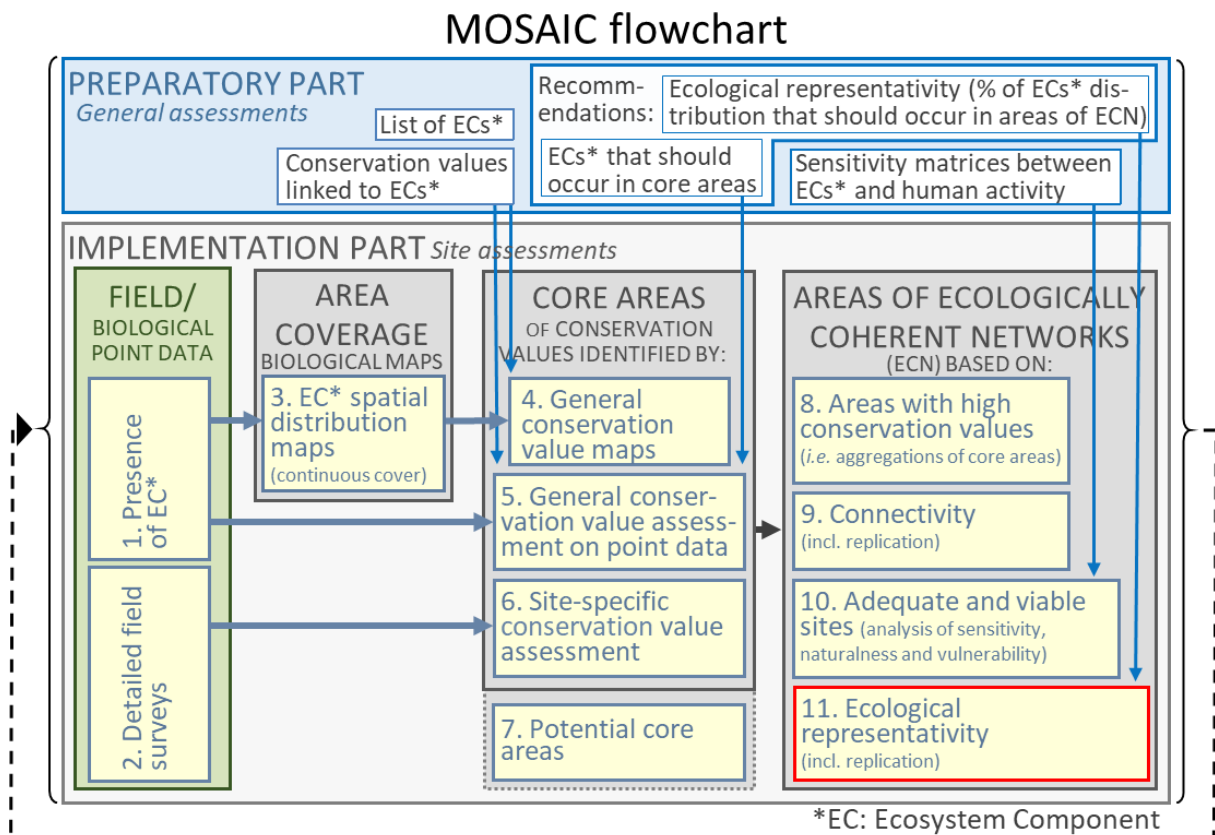 MOSAIC flowchart
PREPARATORY PART
General assessments
List of ECs*
Conservation values
linked to ECs*
Recomm-
endations:
Ecological representativity (% of ECs* dis-
tribution that should occur in areas of ECN)
ECs* that should
occur in core areas
Sensitivity matrices between
ECs* and human activity
IMPLEMENTATION PART Site assessments
FIELD/
BIOLOGICAL
POINT DATA
1. Presence
of EC*
2. Detailed field
surveys
AREA
COVERAGE
BIOLOGICAL MAPS
3. EC* spatial
distribution
maps
(continuous cover)
CORE AREAS
OF CONSERVATION
VALUES IDENTIFIED BY:
4. General
conservation
value maps
5. General conser-
vation value assess-
ment on point data
6. Site-specific
conservation value
assessment
7. Potential core
areas
AREAS OF ECOLOGICALLY
COHERENT NETWORKS
(ECN) BASED ON:
8. Areas with high
conservation values
(i.e. aggregations of core areas)
9. Connectivity
(incl. replication)
10. Adequate and viable
sites (analysis of sensitivity,
naturalness and vulnerability)
11. Ecological
representativity
(incl. replication)
*EC: Ecosystem Component